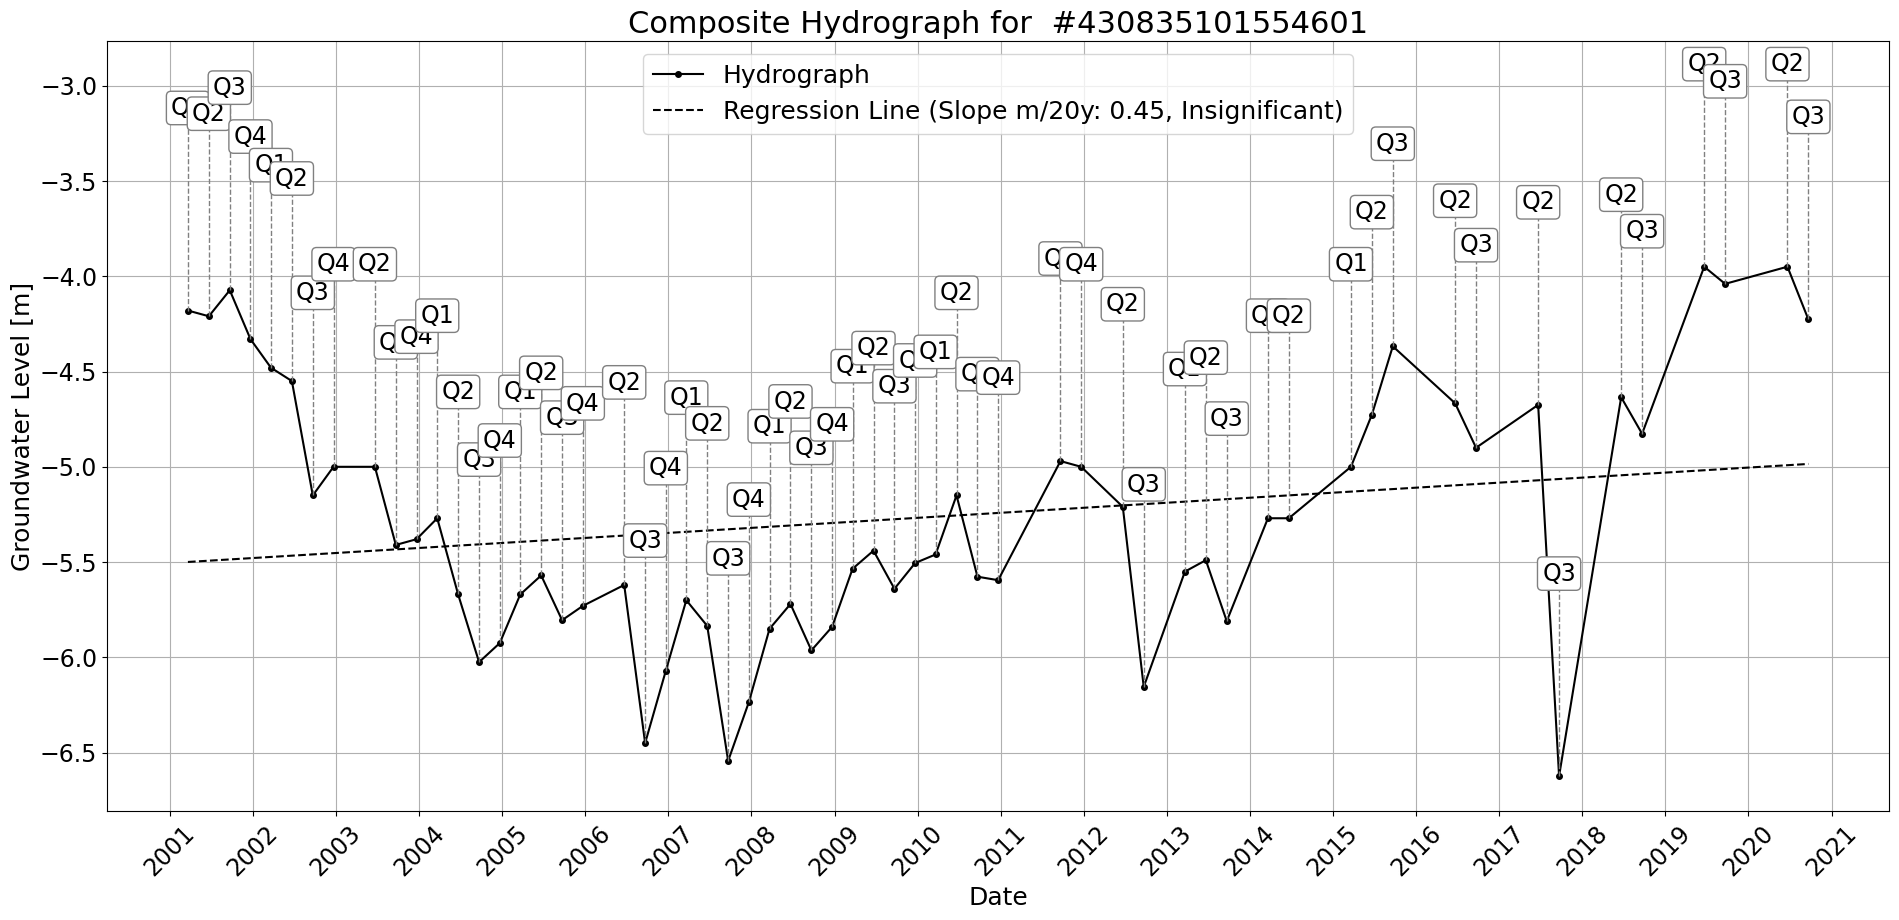 Composite Hydrograph for  #430835101554601
Hydrograph
Regression Line (Slope m/20y: 0.45, Insignificant)
Groundwater Level [m]
−3.0
−3.5
−4.0
−4.5
−5.0
−5.5
−6.0
−6.5
Q2
Q3
Q4
Q1
Q2
Q3
Q4
Q2
Q4
Q1
Q2
Q3
Q4
Q1
Q2
Q3
Q4
Q2
Q3
Q4
Q1
Q2
Q3
Q4
Q1
Q2
Q3
Q4
Q1
Q2
Q3
Q1
Q2
Q4
Q4
Q2
Q3
Q2
Q3
Q2
Q1
Q2
Q3
Q2
Q3
Q2
Q3
Q2
Q3
Q2
Q3
Q2
Q3
2001
2002
2003
2004
2005
2006
2007
2008
2009
2010
2011
2012
2013
2014
2015
2016
2017
2018
2019
2020
2021
Date